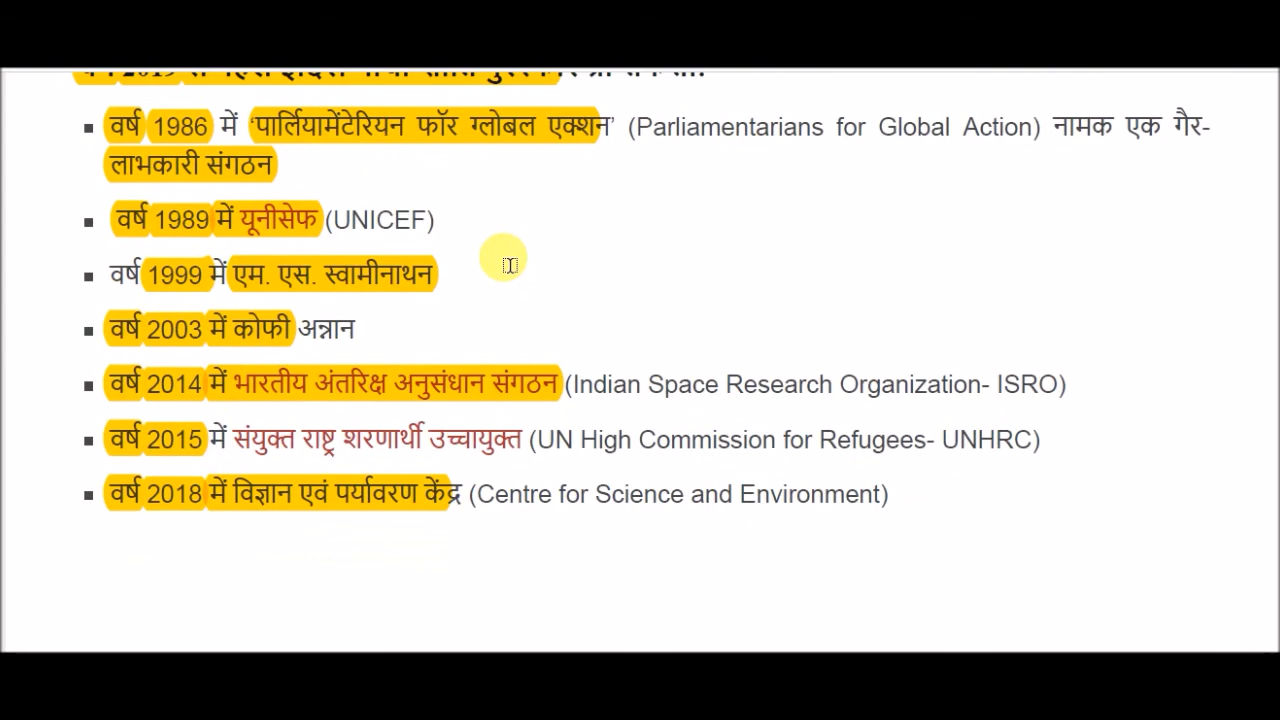 वर्ष 1986 में ‘पार्लियामेंटेरियन फॉर ग्लोबल एक्शन’ (Parliamentarians for Global Action) नामक एक गैर-
लाभकारी संगठन
वर्ष 1989 में यूनीसेफ (UNICEF)
वर्ष 1999 में एम. एस. स्वामीनाथन
वर्ष 2003 में कोफी अन्नान
वर्ष 2014 में भारतीय अंतरिक्ष अनुसंधान संगठन (Indian Space Research Organization- ISRO)
वर्ष 2015 में संयुक्त राष्ट्र शरणार्थी उच्चायुक्त (UN High Commission for Refugees- UNHRC)
वर्ष 2018 में विज्ञान एवं पर्यावरण केंद्र (Centre for Science and Environment)